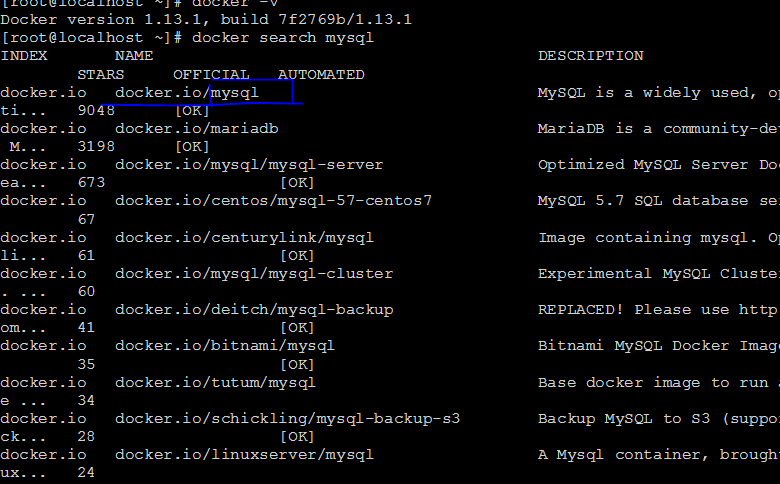 [root@localhost ~]# docker -v
Docker version 1.13.1, build 7f2769b/1.13.1
[root@localhost ~]# docker search mysql
INDEX NAME DESCRIPTION
STARS OFFICIAL AUTOMATED
docker.io docker.io/mysql MySQL is a widely used, op
ti... 9048 [OK]
docker.io docker.io/mariadb MariaDB is a community-de
M... 3198 [OK]
docker.io docker.io/mysql/mysql-server Optimized MySQL Server Do
ea... 673 [OK]
docker.io docker.io/centos/mysql-57-centos7 MySQL 5.7 SQL database se
67
docker.io docker.io/centurylink/mysql Image containing mysql. Op
li... 61 [OK]
docker.io docker.io/mysql/mysql-cluster Experimental MySQL Cluste
. ... 60
docker.io docker.io/deitch/mysql-backup REPLACED! Please use http
om... 41 [OK]
docker.io docker.io/bitnami/mysql Bitnami MySQL Docker Imag
35 [OK]
docker.io docker.io/tutum/mysql Base docker image to run
e ... 34
docker.io docker.io/schickling/mysql-backup-s3 Backup MySQL to S3 (suppo
ck... 28 [OK]
docker.io docker.io/linuxserver/mysql A Mysql container, brough
ux... 24